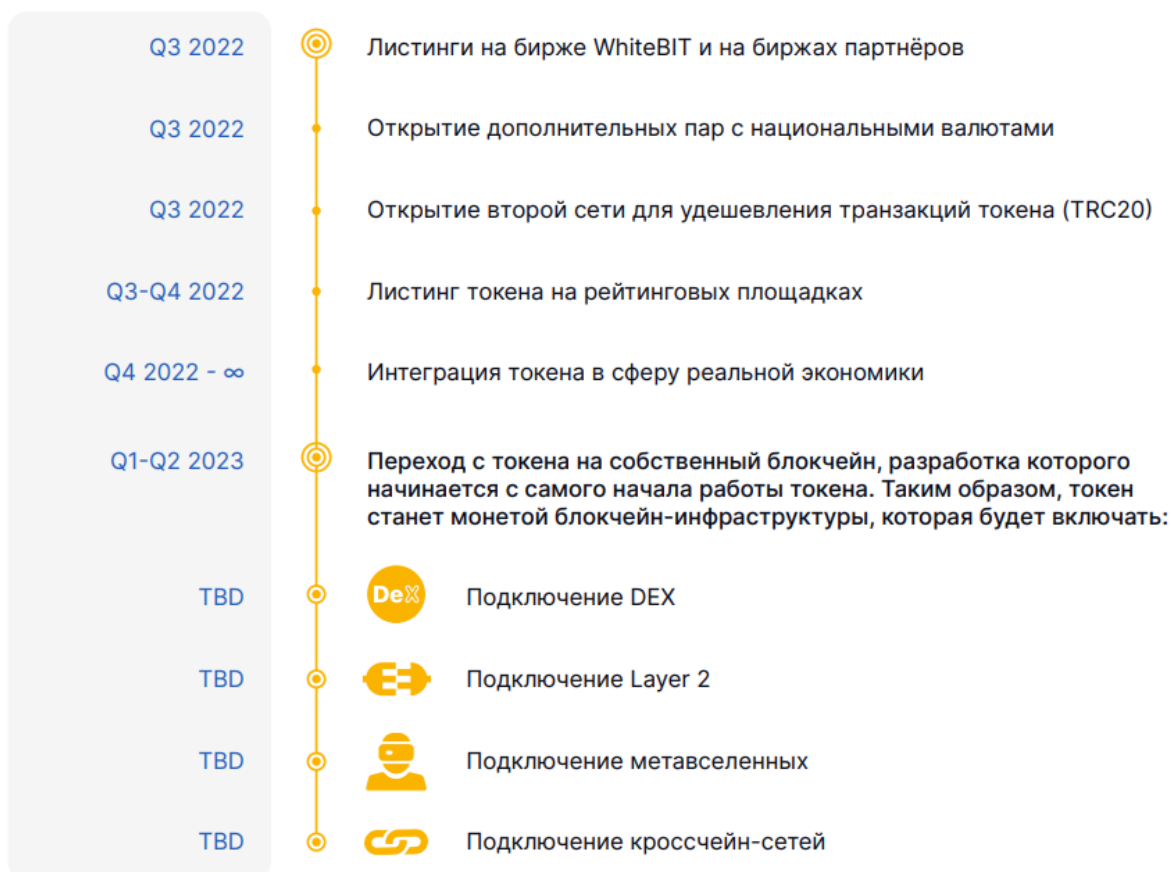 Q3 2022 Листинги на бирже WhiteBIT и на биржах партнёров
Q3 2022 Открытие дополнительных пар с национальными валютами
Q3 2022 Открытие второй сети для удешевления транзакций токена (TRC20)
Q3-Q4 2022 Листинг токена на рейтинговых площадках
Q4 2022 - ∞ Интеграция токена в сферу реальной экономики
Q1-Q2 2023 Переход с токена на собственный блокчейн, разработка которого
начинается с самого начала работы токена. Таким образом, токен
станет монетой блокчейн-инфраструктуры, которая будет включать:
TBD DeX Подключение DEX
TBD Подключение Layer 2
TBD Подключение метавселенных
TBD Подключение кроссчейн-сетей